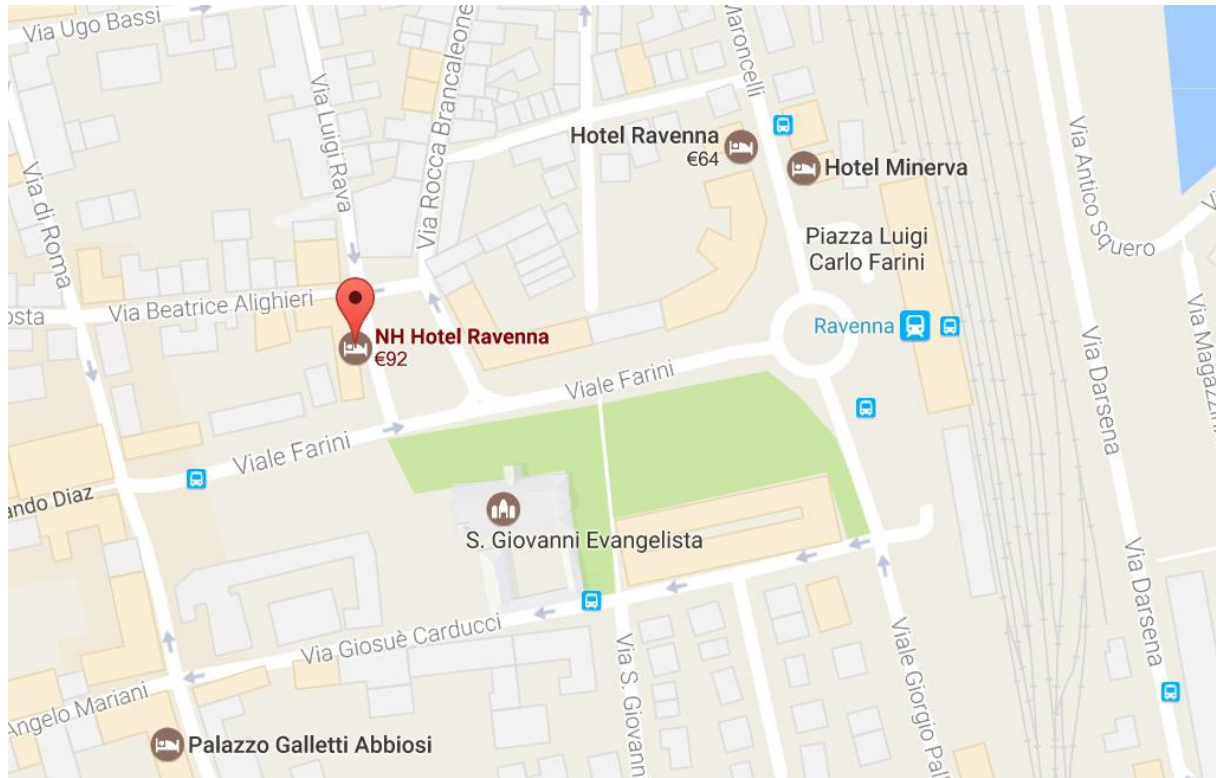 Via Ugo Bassi
Via Luigi Rava
Via Rocca Brancaleone
Maroncelli
Hotel Ravenna
€64
Hotel Minerva
Via Antico Squero
Via di Roma
Piazza Luigi
Carlo Farini
Via Beatrice Alighieri
osta
Ravenna
NH Hotel Ravenna
€92
Via Magazzin
Via Darsena
Viale Farini
Viale Farini
ando Diaz
S. Giovanni Evangelista
Via Darsena
Via Giosuè Carducci
Via S. Giovann
Viale Giorgio Pall
Angelo Mariani
Palazzo Galletti Abbiosi